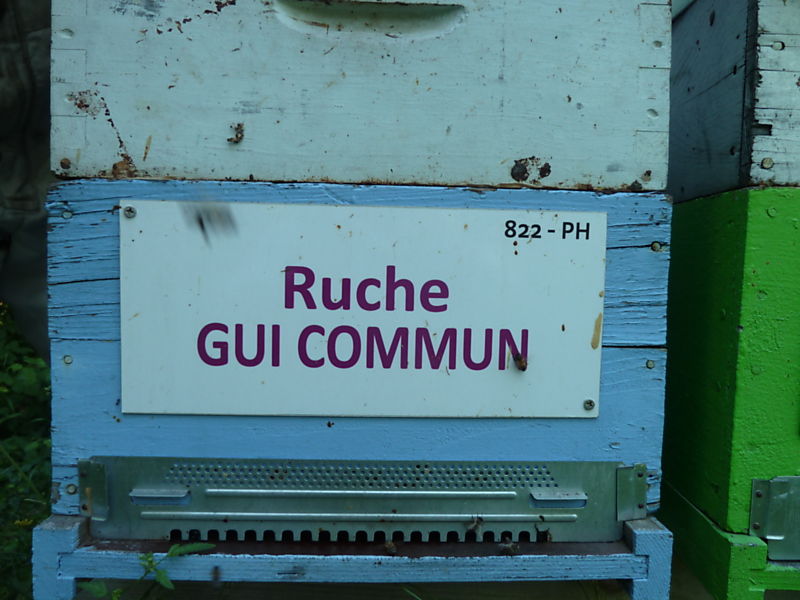 822 - PH
Ruche
GUI COMMUN